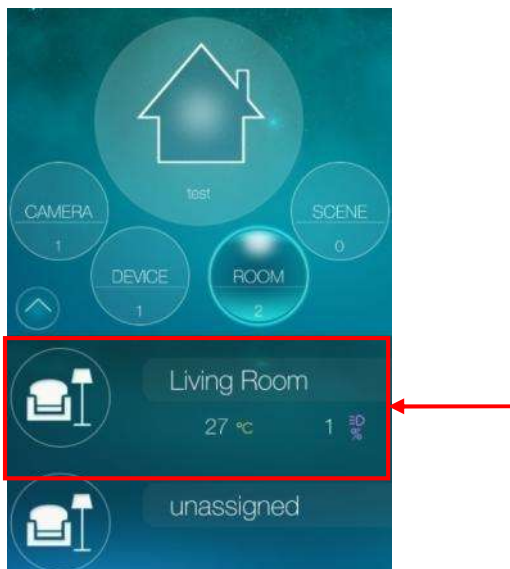 test
CAMERA
1
SCENE
0
DEVICE
1
ROOM
2
Living Room
27 °C 1 %
unassigned